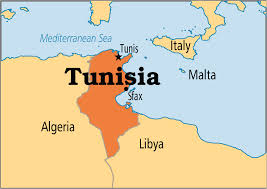 Mediterranean Sea
Italy
Tunis
Tunisia
Malta
Sfax
Algeria
Libya